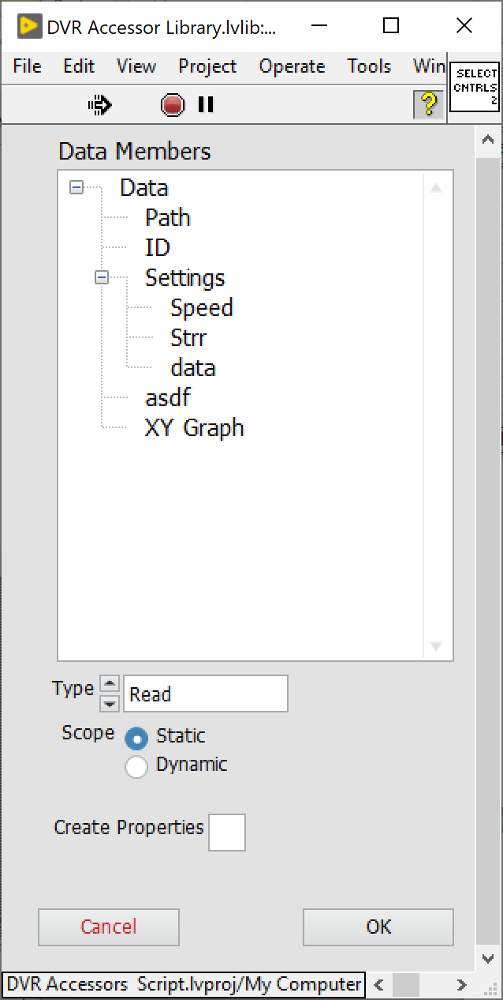 DVR Accessor Library.lvlib:...
File Edit View Project Operate Tools Win
SELECT
CNTRLS
2
?
Data Members
Data
Path
ID
Settings
Speed
Strr
data
asdf
XY Graph
Type Read
Scope Static
Dynamic
Create Properties
Cancel OK
DVR Accessors Script.lvproj/My Computer